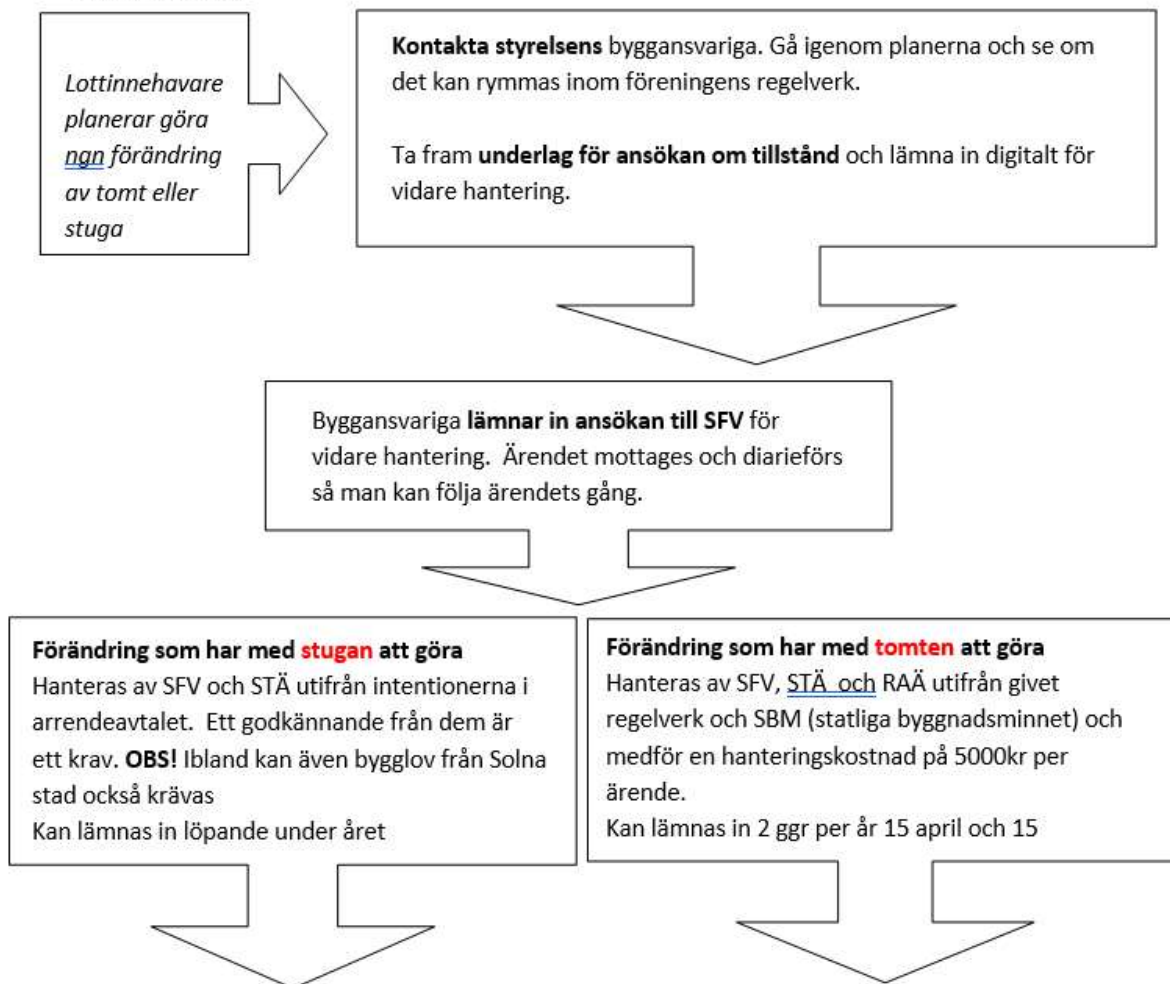 Lottinnehavare
planerar göra
ngn förändring
av tomt eller
stuga
Kontakta styrelsens byggansvariga. Gå igenom planerna och se om
det kan rymmas inom föreningens regelverk.
Ta fram underlag för ansökan om tillstånd och lämna in digitalt för
vidare hantering.
Byggansvariga lämnar in ansökan till SFV för
vidare hantering.  Ärendet mottages och diarieförs
så man kan följa ärendets gång.
Förändring som har med stugan att göra
Hanteras av SFV och STÄ utifrån intentionerna i
arrendeavtalet.  Ett godkännande från dem är
ett krav. OBS! Ibland kan även bygglov från Solna
stad också krävas
Kan lämnas in löpande under året
Förändring som har med tomten att göra
Hanteras av SFV, STÄ  och RAÄ utifrån givet
regelverk och SBM (statliga byggnadsminnet) och
medför en hanteringskostnad på 5000kr per
ärende.
Kan lämnas in 2 ggr per år 15 april och 15